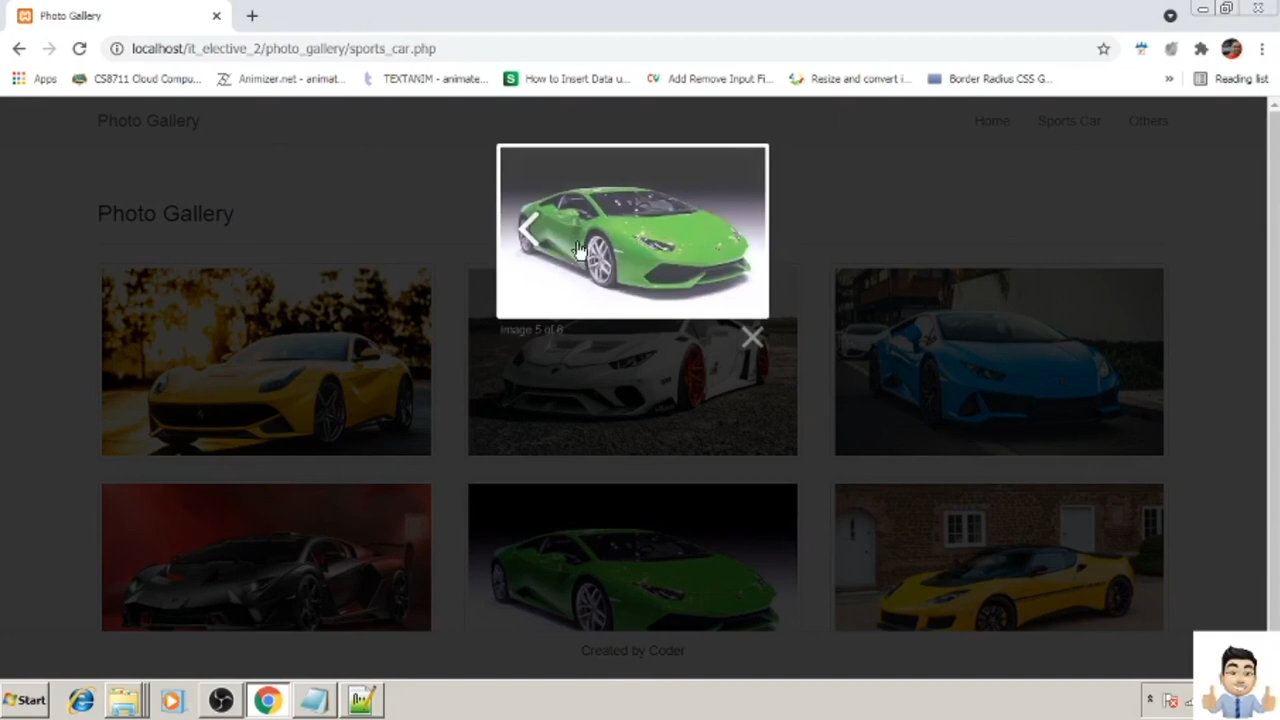 Photo Gallery
localhost/it_elective_2/photo_gallery/sports_car.php
Apps
CS8711 Cloud Compu...
Animizer.net - animat...
TEXTANIM - animate...
How to Insert Data u...
Add Remove Input Fi...
Resize and convert i...
Border Radius CSS G...
»
Reading list
Photo Gallery
Home
Sports Car
Others
Photo Gallery
Image 5 of 6
Created by Coder
Start